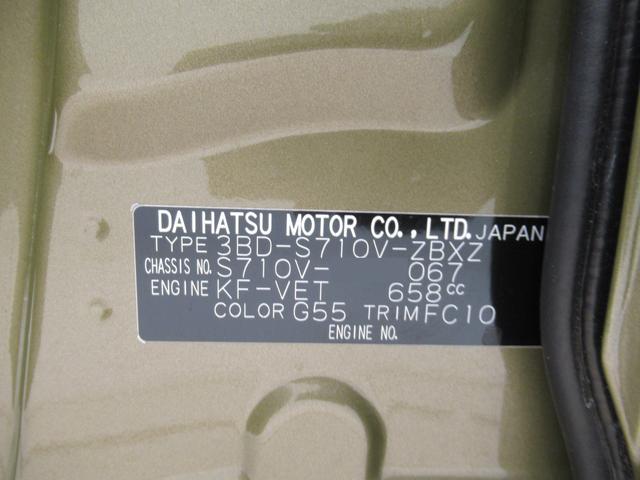 DAIHATSU MOTOR CO., LTD. JAPAN
TYPE 3BD-S710V-ZBXZ
CHASSIS NO. S710V- 067
ENGINE KF-VET 658cc
COLOR G55 TRIM FC10
ENGINE NO.